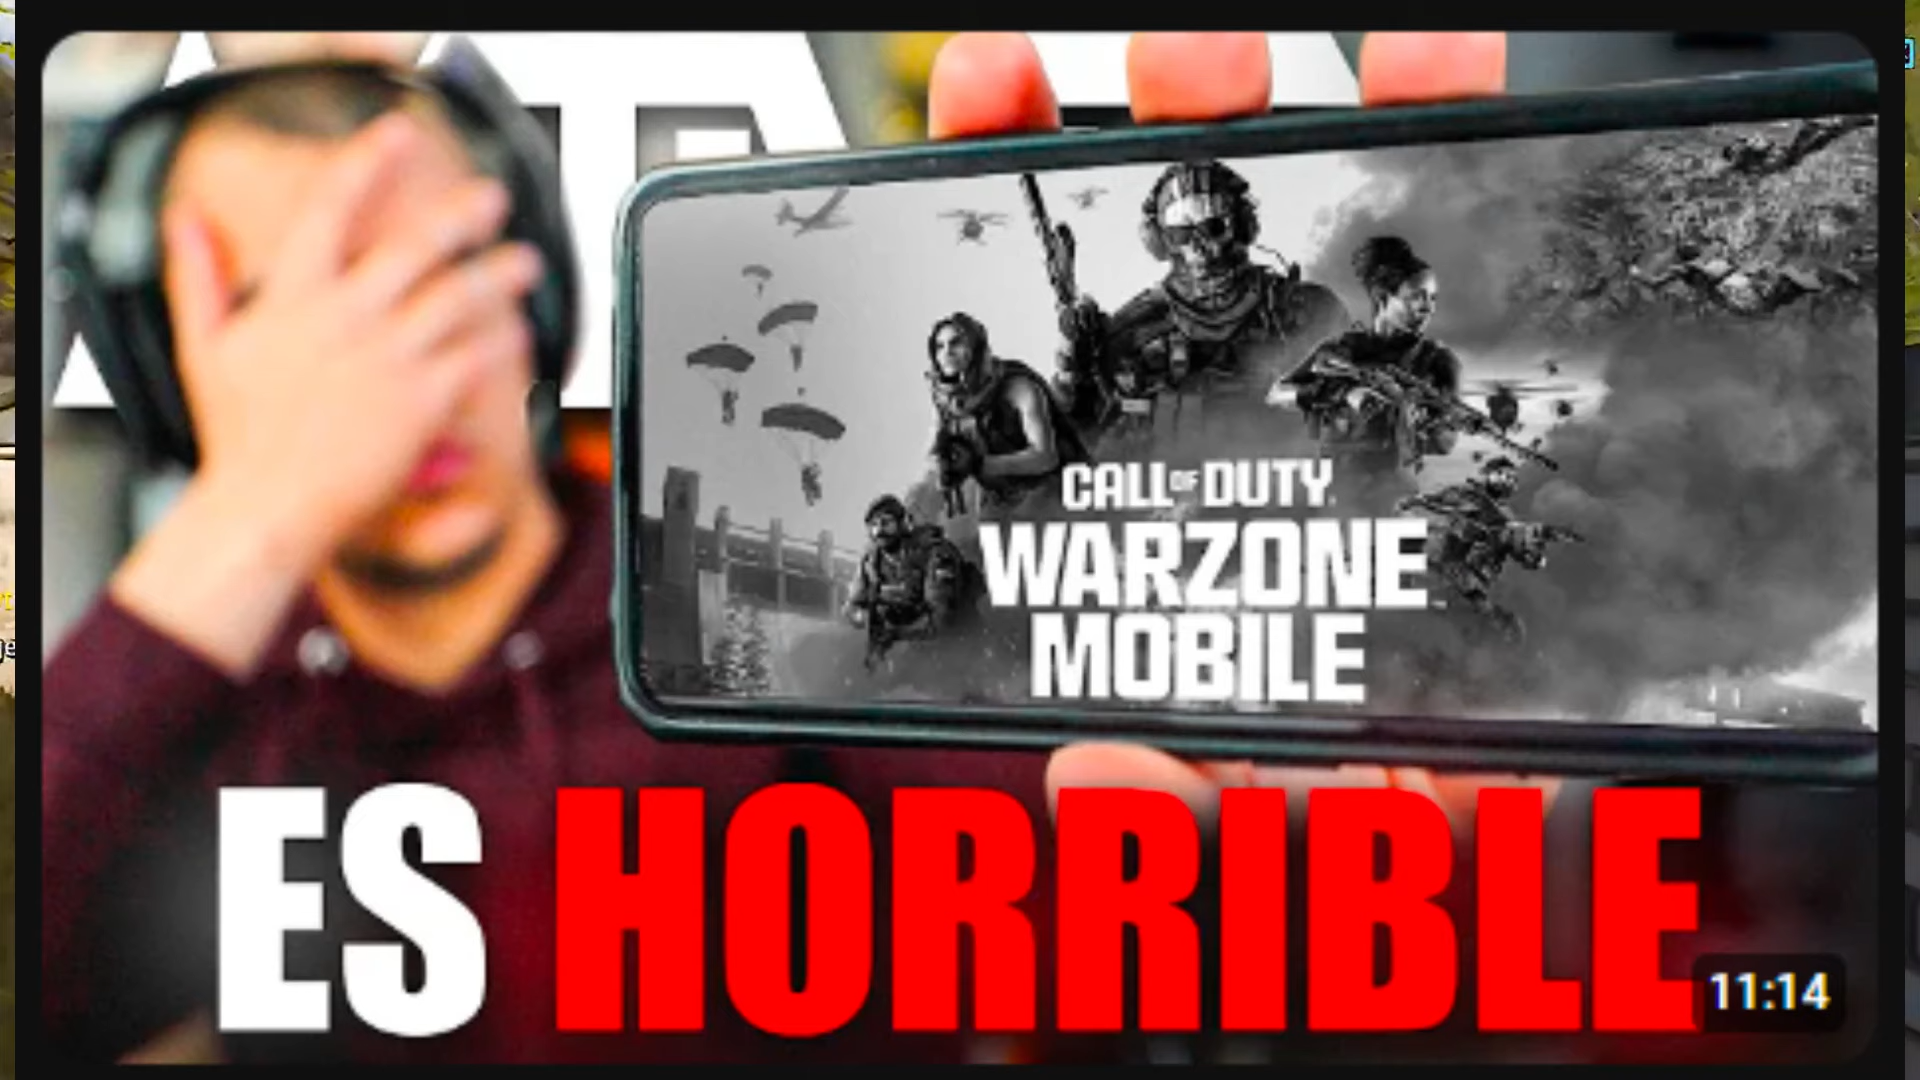 CALL OF DUTY
WARZONE
MOBILE
ES HORRIBLE
11:14